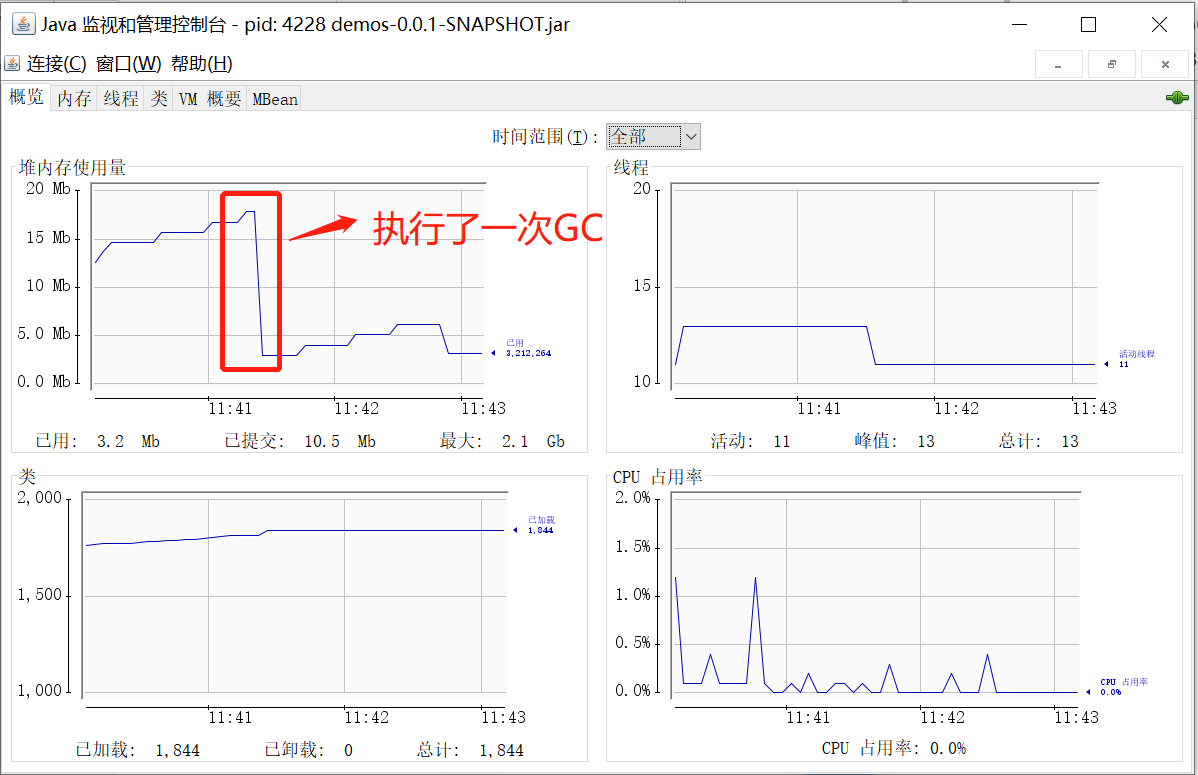 Java 监视和管理控制台 - pid: 4228 demos-0.0.1-SNAPSHOT.jar
连接(C) 窗口(W) 帮助(H)
概览 内存 线程 类 VM 概要 MBean
时间范围(T): 全部
堆内存使用量
20 Mb
15 Mb
10 Mb
5.0 Mb
0.0 Mb
执行了一次GC
已用
3,212,264
11:41 11:42 11:43
已用: 3.2 Mb 已提交: 10.5 Mb 最大: 2.1 Gb
线程
20
15
10
活动线程
11
11:41 11:42 11:43
活动: 11 峰值: 13 总计: 13
类
2,000
1,500
1,000
已加载
1,844
11:41 11:42 11:43
已加载: 1,844 已卸载: 0 总计: 1,844
CPU 占用率
2.0%
1.5%
1.0%
0.5%
0.0%
CPU 占用率
0.0%
11:41 11:42 11:43
CPU 占用率: 0.0%